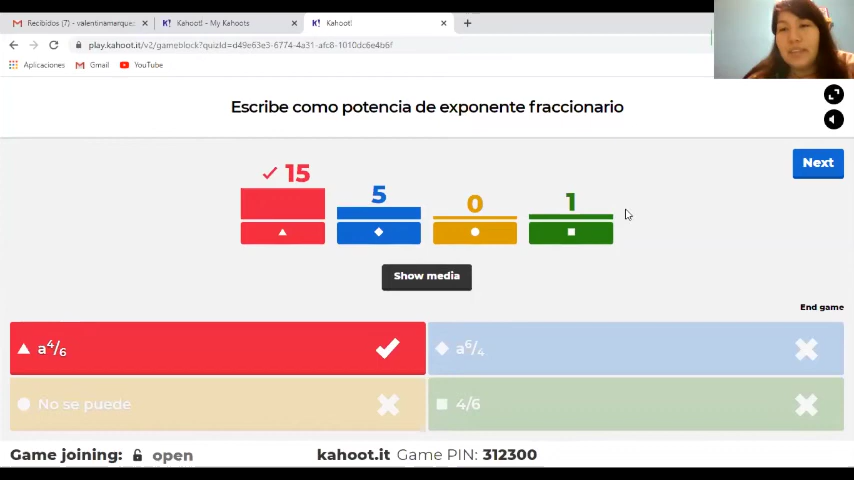 Recibidos (7) - valentinamarque:
Kahoot! - My Kahoots
Kahoot!
play.kahoot.it/v2/gameblock?quizId=d49e63e3-6774-4a31-afc8-1010dc6e4b6f
Aplicaciones Gmail YouTube
Escribe como potencia de exponente fraccionario
Next
15 5 0 1
Show media
End game
a⁴/₆
a⁶/₄
No se puede
4/6
Game joining: open kahoot.it Game PIN: 312300